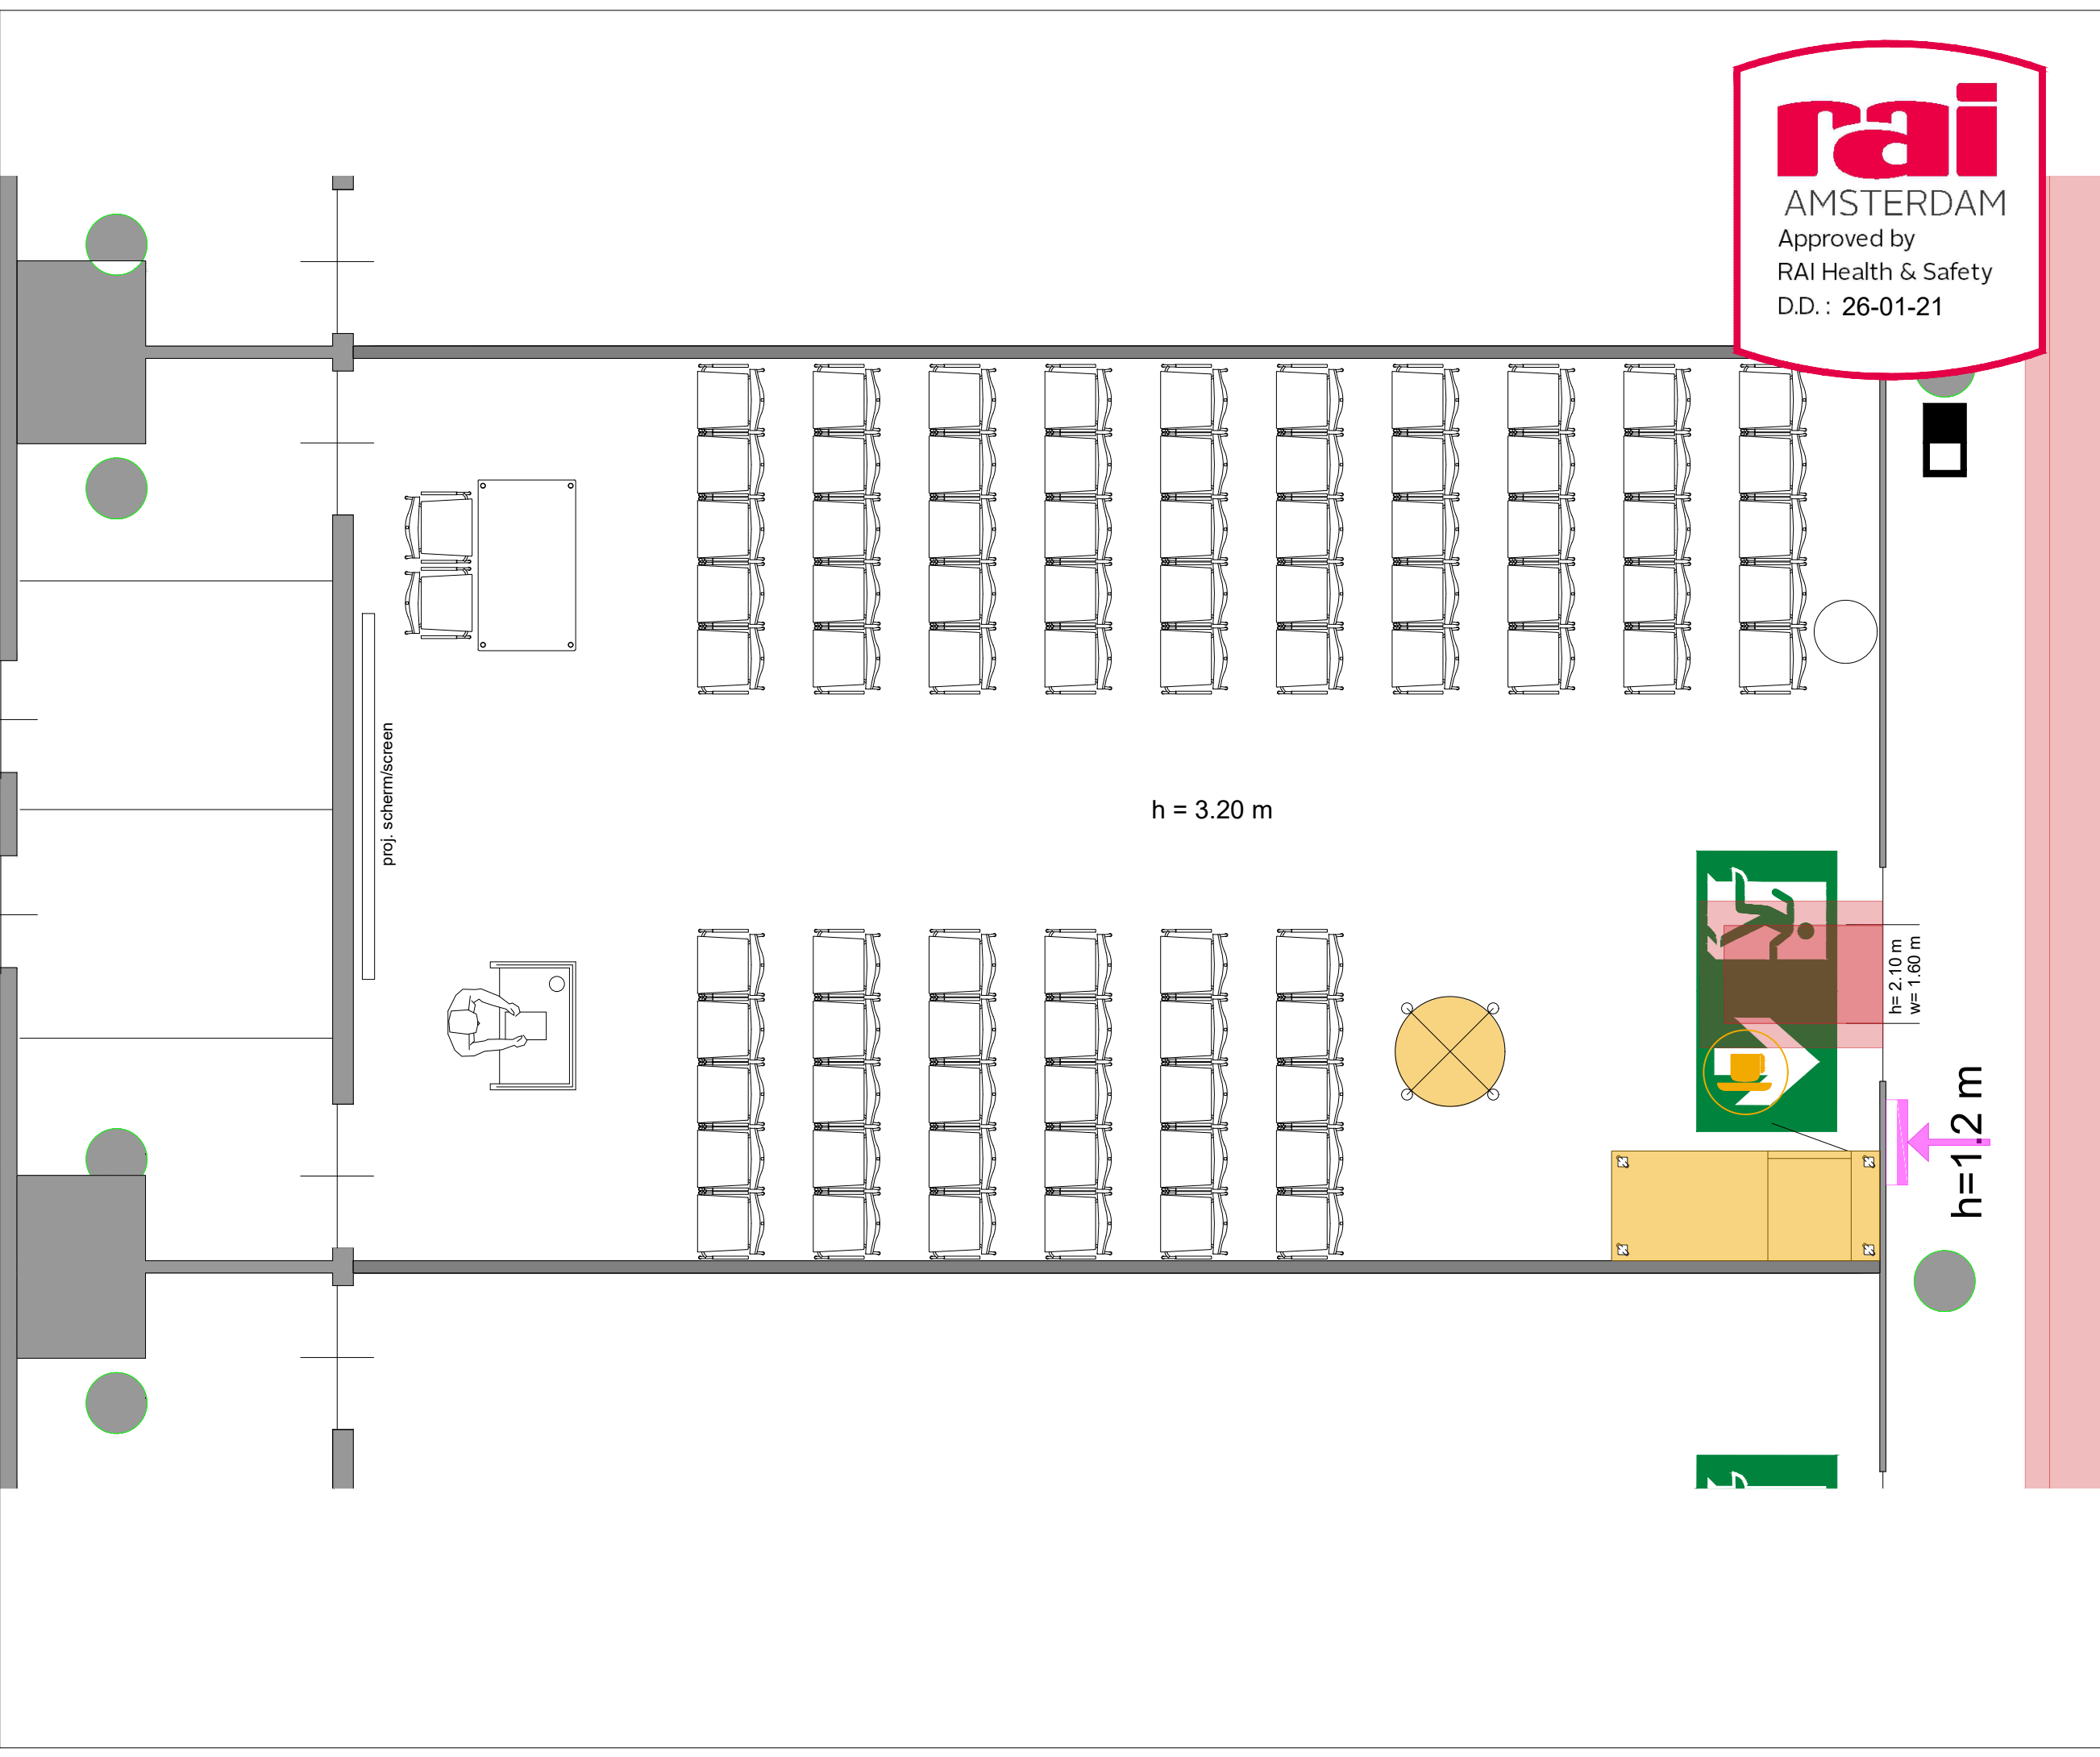 rai
AMSTERDAM
Approved by
RAI Health & Safety
D.D. : 26-01-21
proj. scherm/screen
h = 3.20 m
h= 2.10 m
w= 1.60 m
h=1.2 m